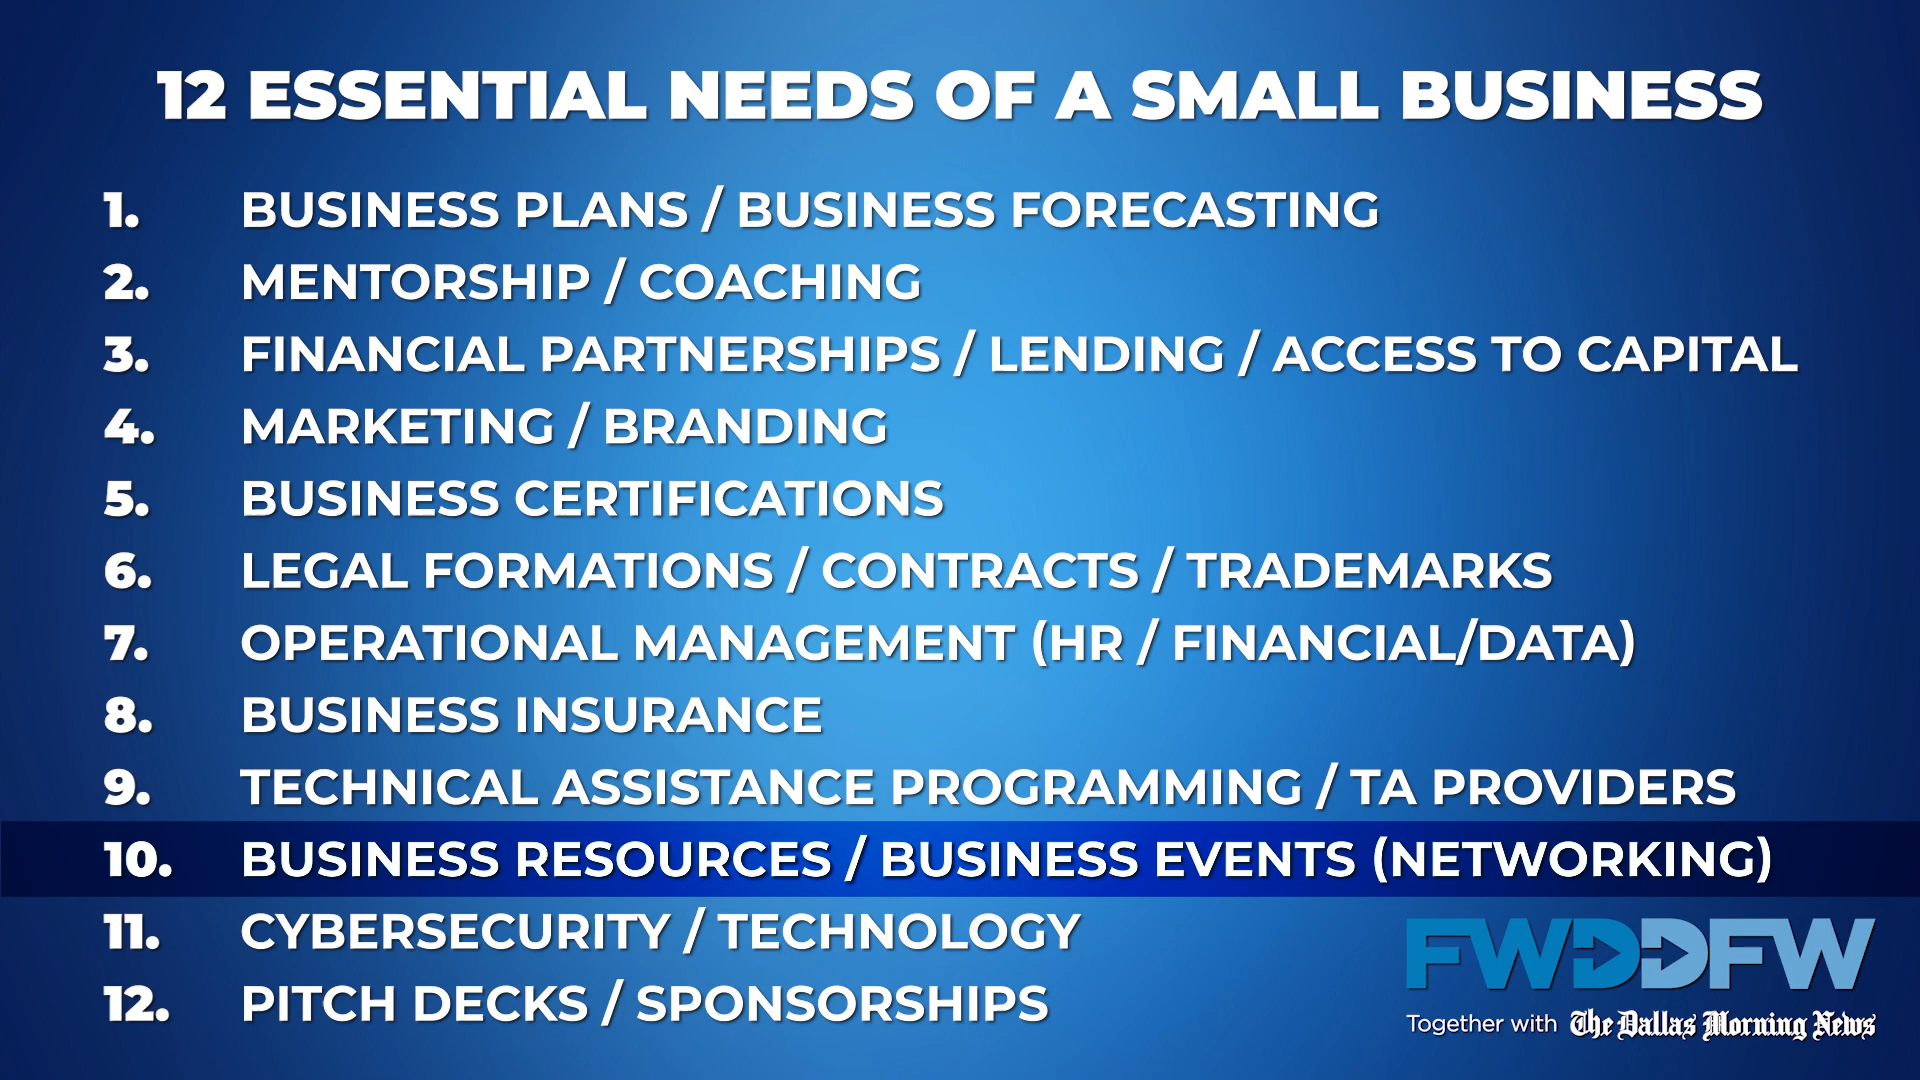 12 ESSENTIAL NEEDS OF A SMALL BUSINESS
1. BUSINESS PLANS / BUSINESS FORECASTING
2. MENTORSHIP / COACHING
3. FINANCIAL PARTNERSHIPS / LENDING / ACCESS TO CAPITAL
4. MARKETING / BRANDING
5. BUSINESS CERTIFICATIONS
6. LEGAL FORMATIONS / CONTRACTS / TRADEMARKS
7. OPERATIONAL MANAGEMENT (HR / FINANCIAL/DATA)
8. BUSINESS INSURANCE
9. TECHNICAL ASSISTANCE PROGRAMMING / TA PROVIDERS
10. BUSINESS RESOURCES / BUSINESS EVENTS (NETWORKING)
11. CYBERSECURITY / TECHNOLOGY
12. PITCH DECKS / SPONSORSHIPS
FWDDFW
Together with The Dallas Morning News